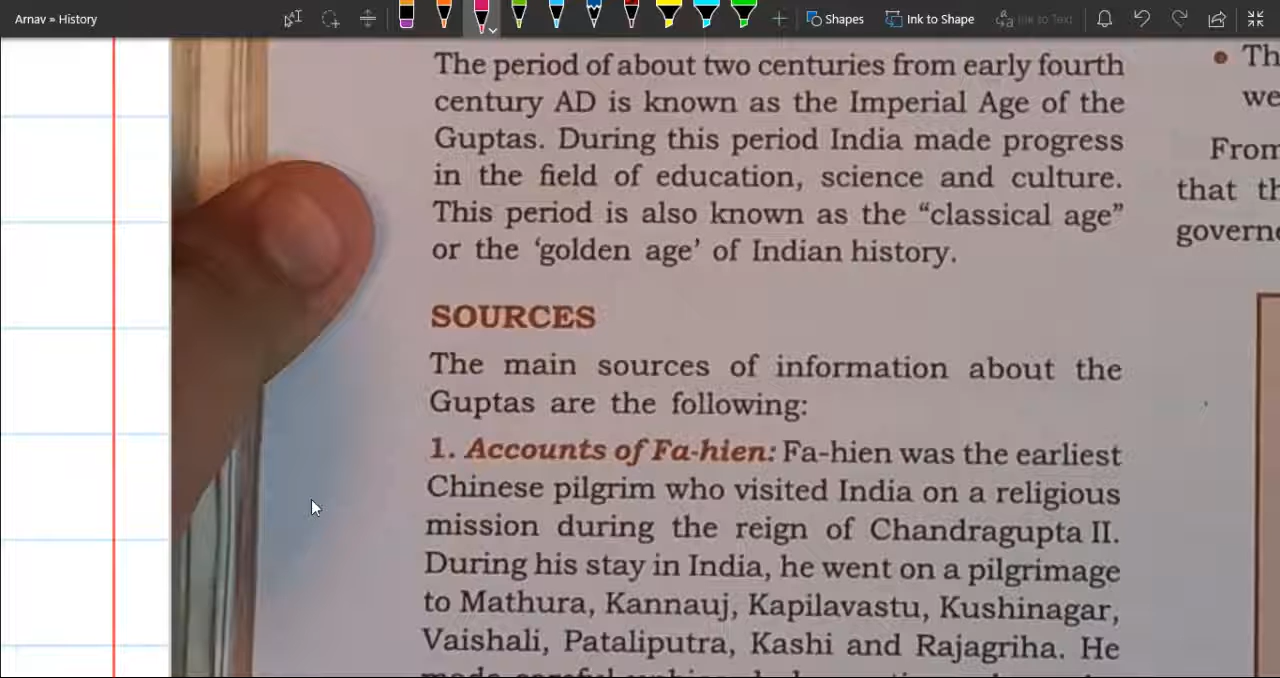 Arnav » History
Shapes
Ink to Shape
Ink to Text
The period of about two centuries from early fourth
century AD is known as the Imperial Age of the
Guptas. During this period India made progress
in the field of education, science and culture.
This period is also known as the “classical age”
or the ‘golden age’ of Indian history.
SOURCES
The main sources of information about the
Guptas are the following:
1. Accounts of Fa-hien: Fa-hien was the earliest
Chinese pilgrim who visited India on a religious
mission during the reign of Chandragupta II.
During his stay in India, he went on a pilgrimage
to Mathura, Kannauj, Kapilavastu, Kushinagar,
Vaishali, Pataliputra, Kashi and Rajagriha. He
• Th
we
From
that th
governe